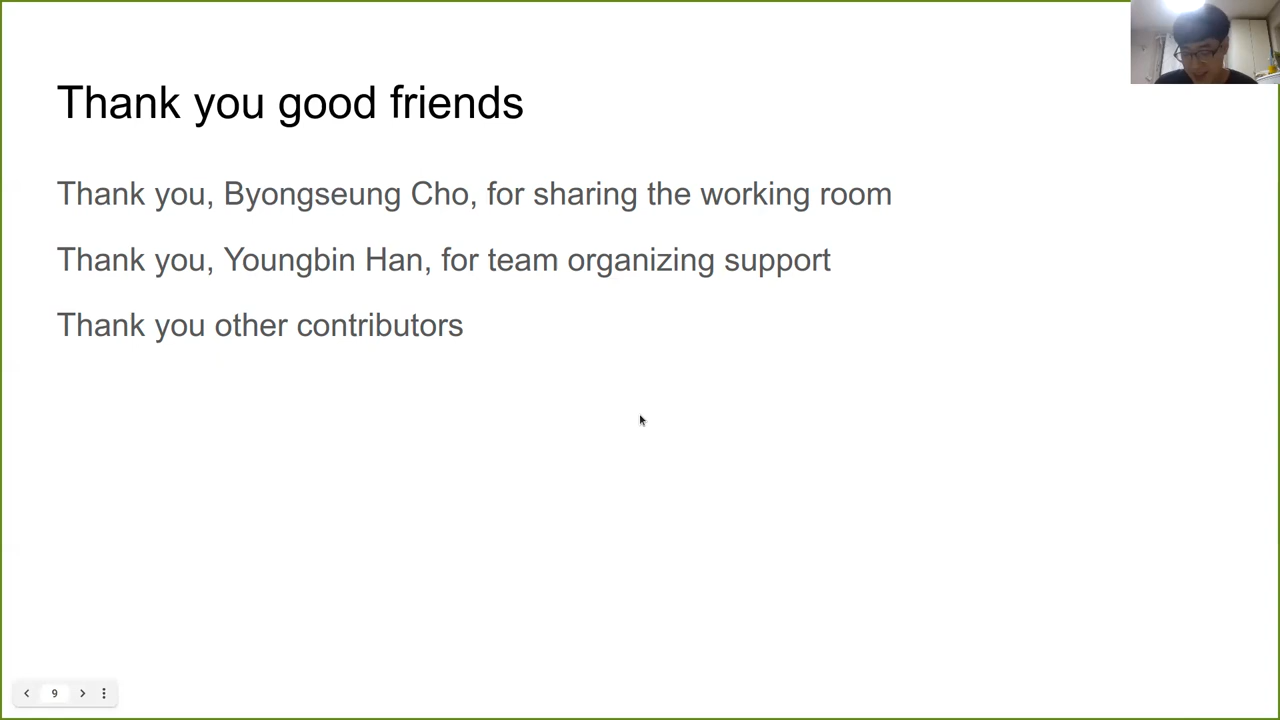 Thank you good friends
Thank you, Byongseung Cho, for sharing the working room
Thank you, Youngbin Han, for team organizing support
Thank you other contributors
9